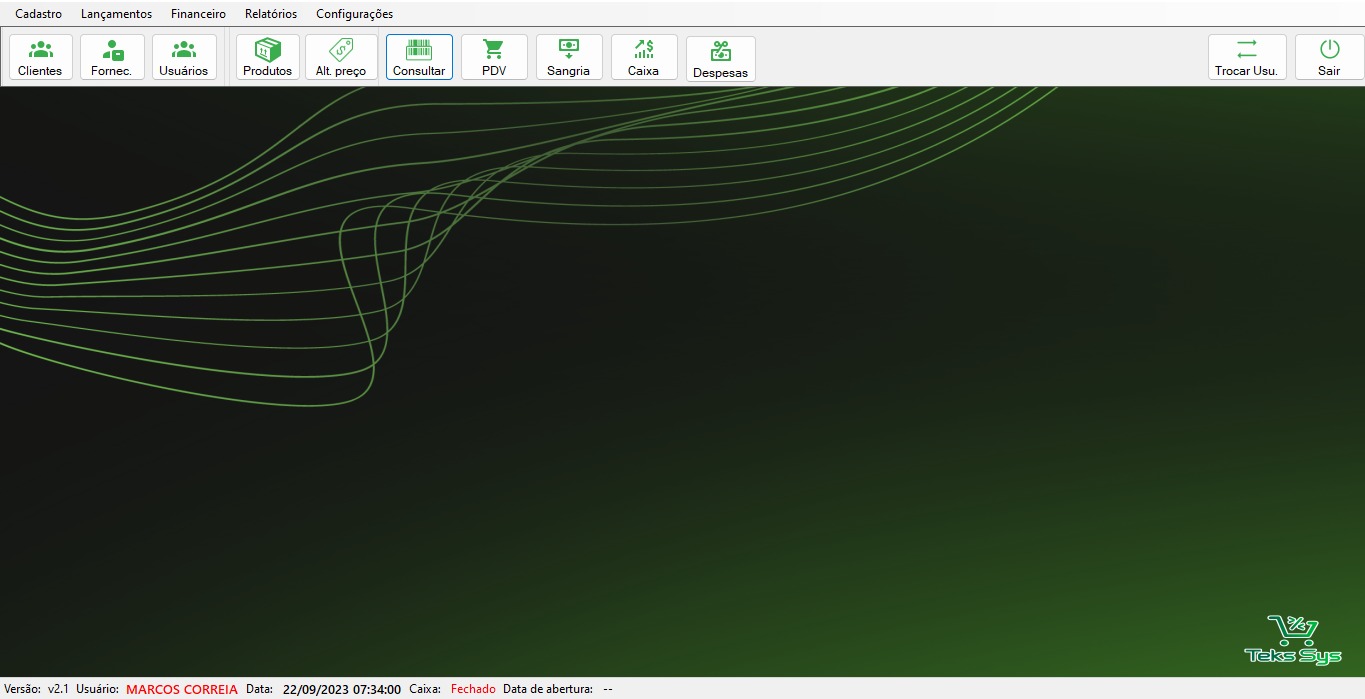 Cadastro Lançamentos Financeiro Relatórios Configurações
Clientes Fornec. Usuários Produtos Alt. preço Consultar PDV Sangria Caixa Despesas Trocar Usu. Sair
Teks Sys
Versão: v2.1 Usuário: MARCOS CORREIA Data: 22/09/2023 07:34:00 Caixa: Fechado Data de abertura: --